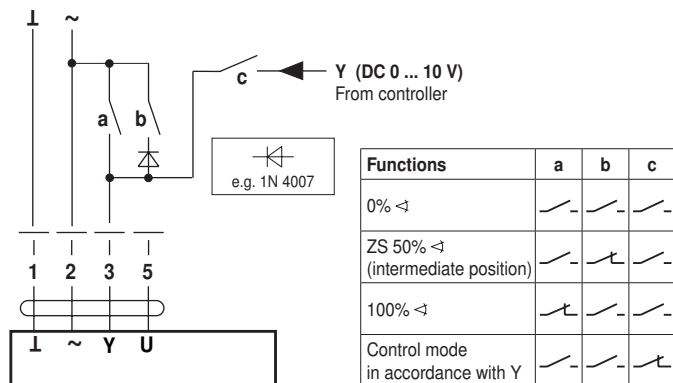 ⊥ ~
c
Y (DC 0 ... 10 V)
From controller
a b
e.g. 1N 4007
1 2 3 5
⊥ ~ Y U
Functions a b c
0% ∢
ZS 50% ∢
(intermediate position)
100% ∢
Control mode
in accordance with Y